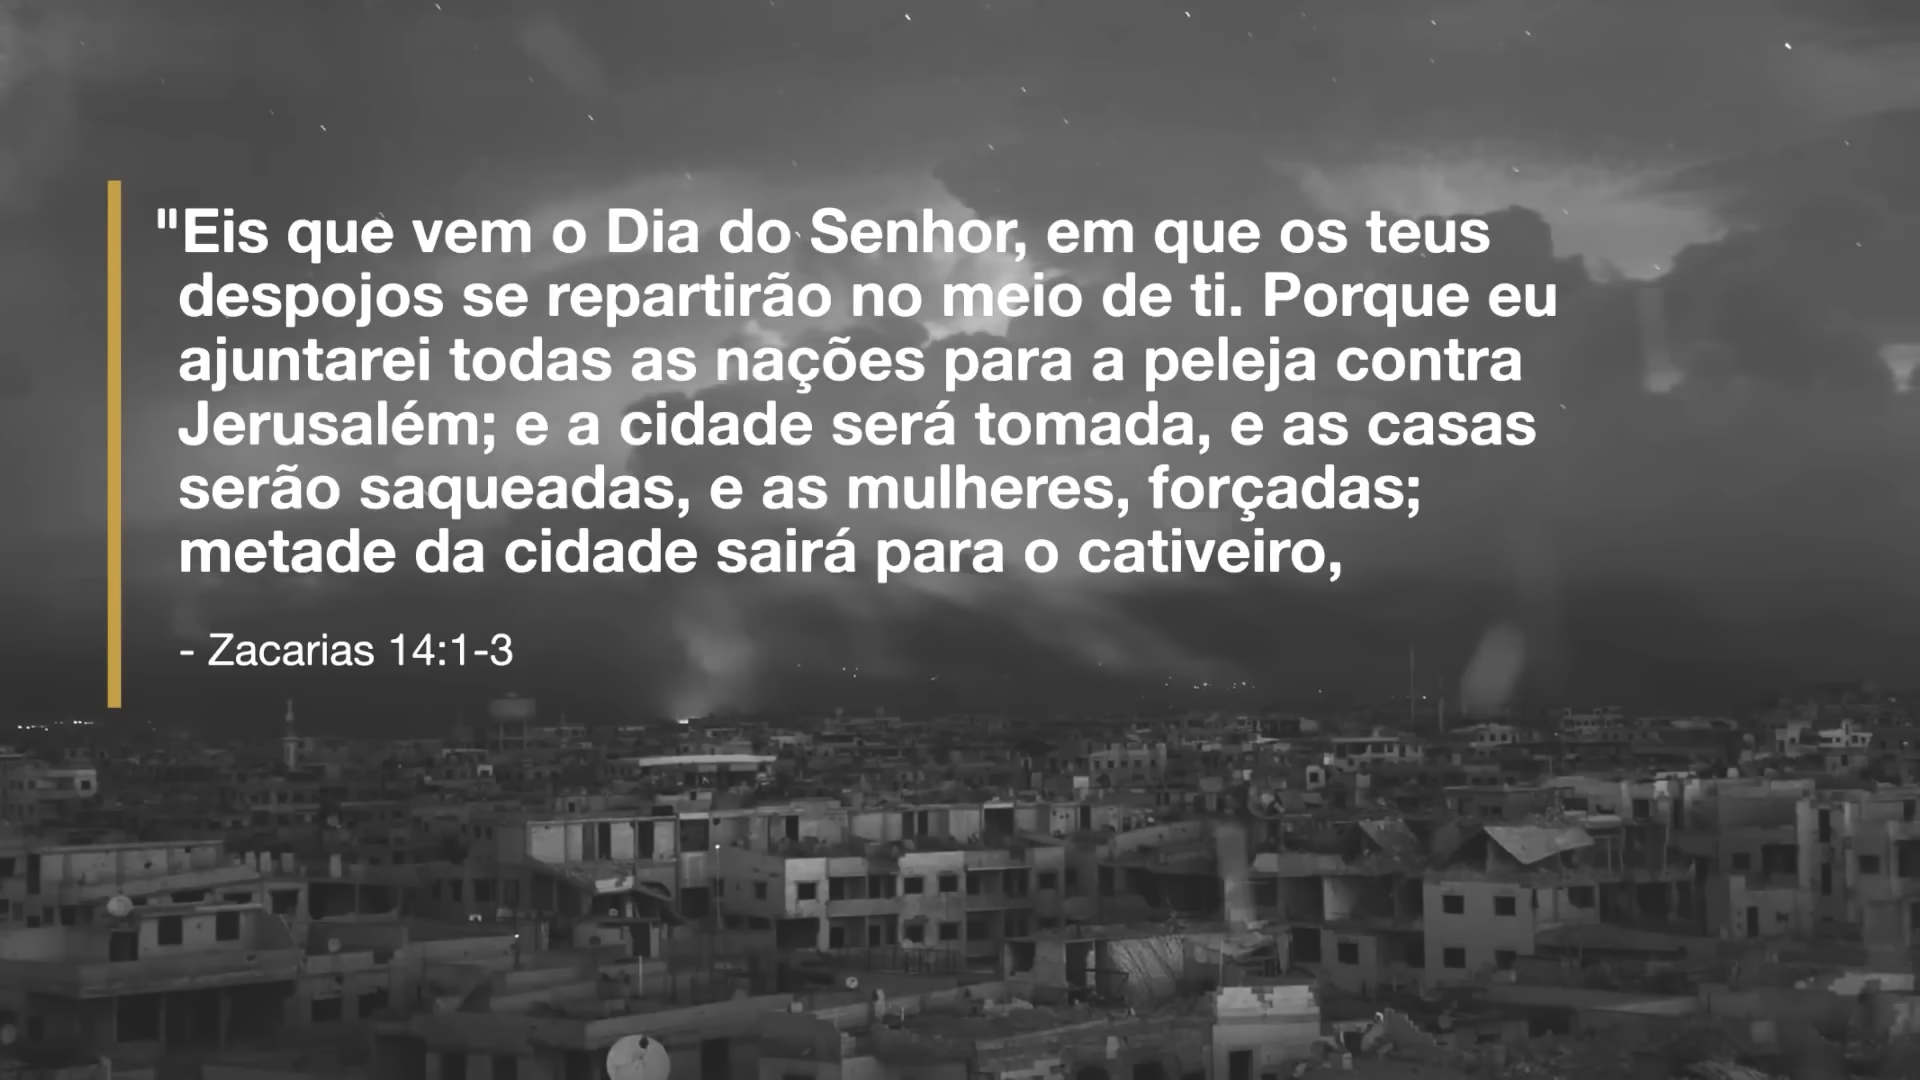 "Eis que vem o Dia do Senhor, em que os teus
despojos se repartirão no meio de ti. Porque eu
ajuntarei todas as nações para a peleja contra
Jerusalém; e a cidade será tomada, e as casas
serão saqueadas, e as mulheres, forçadas;
metade da cidade sairá para o cativeiro,
- Zacarias 14:1-3